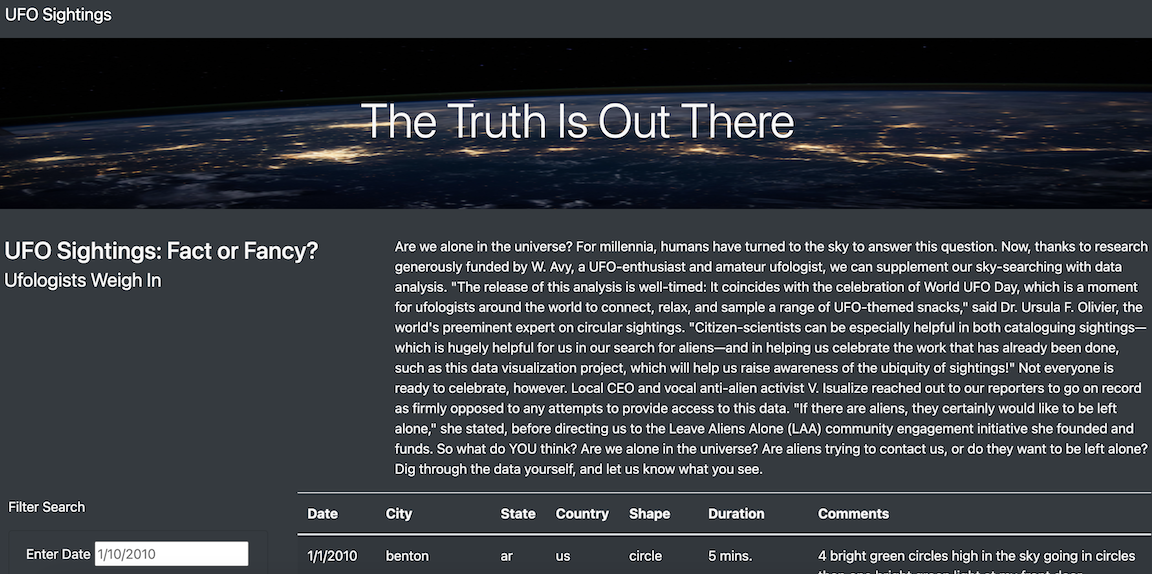 UFO Sightings
The Truth Is Out There
UFO Sightings: Fact or Fancy?
Ufologists Weigh In
Are we alone in the universe? For millennia, humans have turned to the sky to answer this question. Now, thanks to research
generously funded by W. Avy, a UFO-enthusiast and amateur ufologist, we can supplement our sky-searching with data
analysis. "The release of this analysis is well-timed: It coincides with the celebration of World UFO Day, which is a moment
for ufologists around the world to connect, relax, and sample a range of UFO-themed snacks," said Dr. Ursula F. Olivier, the
world's preeminent expert on circular sightings. "Citizen-scientists can be especially helpful in both cataloguing sightings—
which is hugely helpful for us in our search for aliens—and in helping us celebrate the work that has already been done,
such as this data visualization project, which will help us raise awareness of the ubiquity of sightings!" Not everyone is
ready to celebrate, however. Local CEO and vocal anti-alien activist V. Isualize reached out to our reporters to go on record
as firmly opposed to any attempts to provide access to this data. "If there are aliens, they certainly would like to be left
alone," she stated, before directing us to the Leave Aliens Alone (LAA) community engagement initiative she founded and
funds. So what do YOU think? Are we alone in the universe? Are aliens trying to contact us, or do they want to be left alone?
Dig through the data yourself, and let us know what you see.
Filter Search
Enter Date 1/10/2010
Date City State Country Shape Duration Comments
1/1/2010 benton ar us circle 5 mins. 4 bright green circles high in the sky going in circles
then one bright green light at my front door.